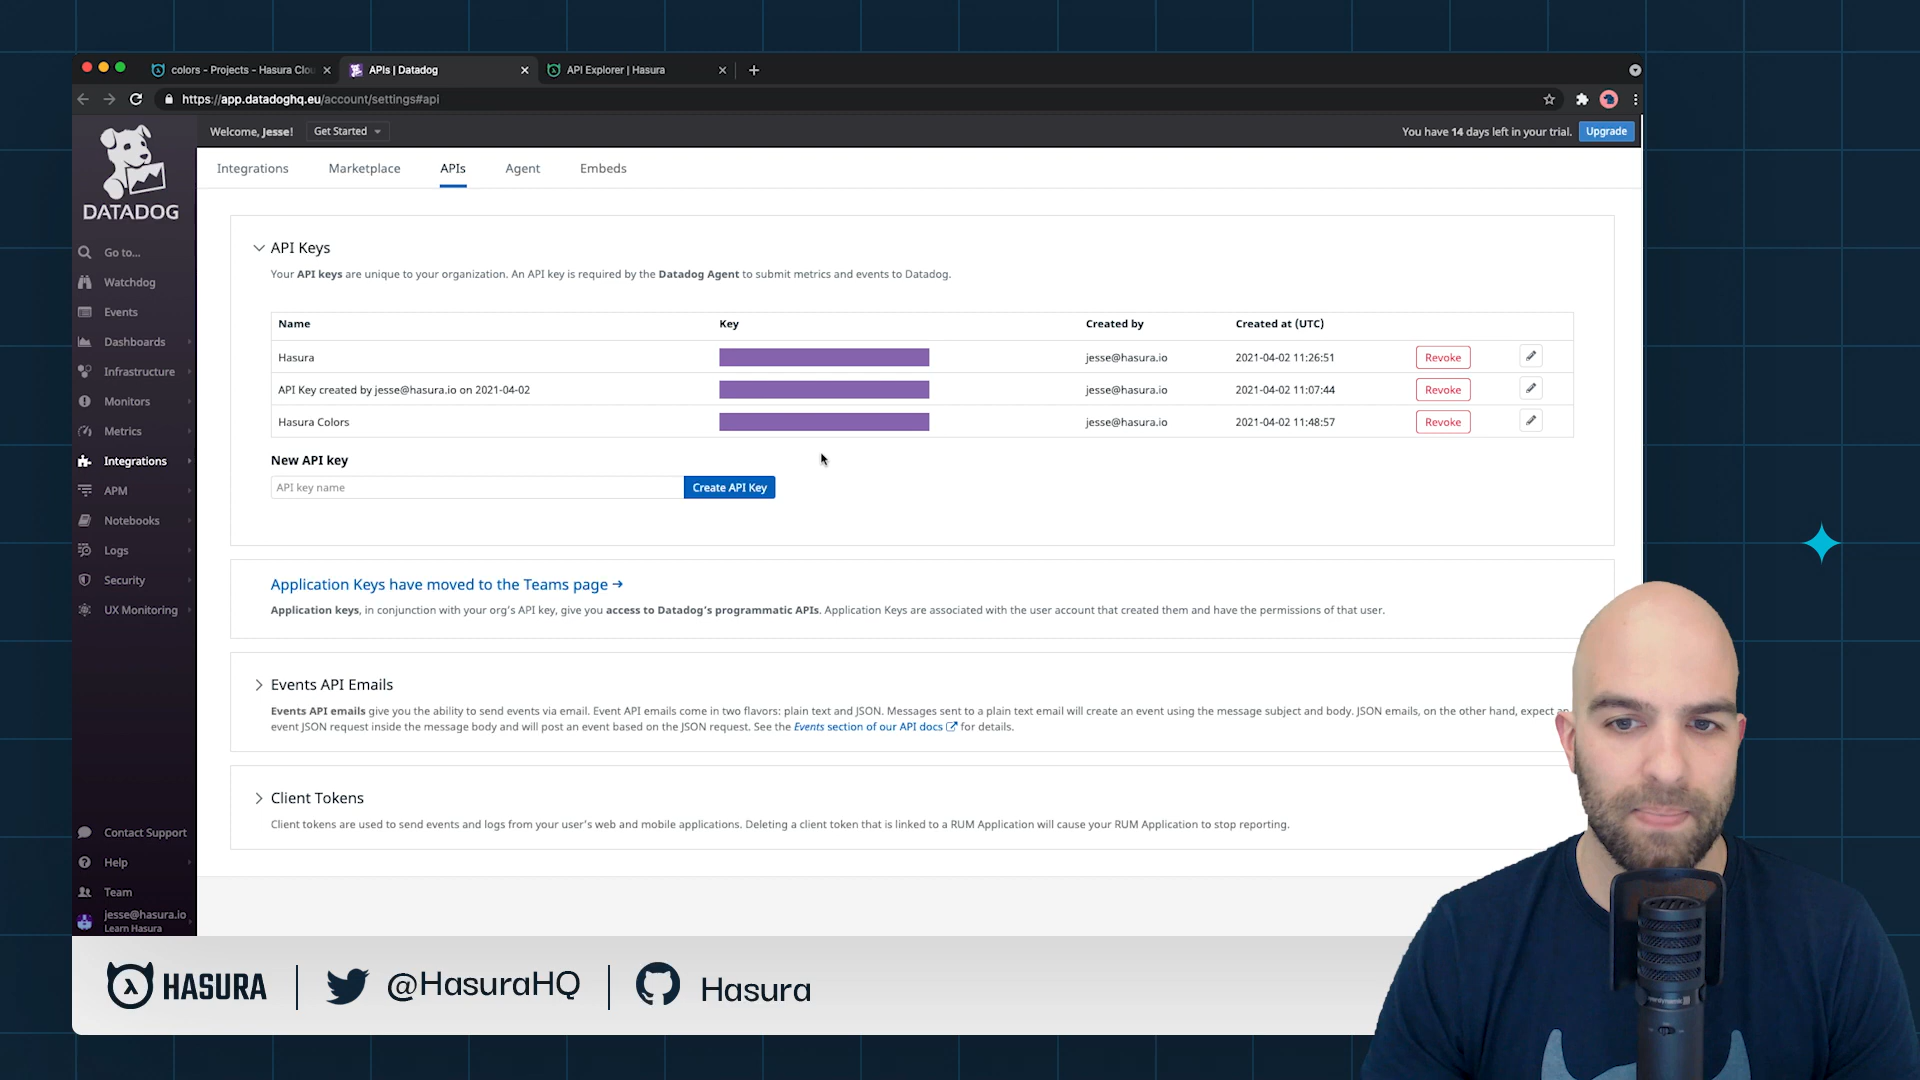 colors - Projects - Hasura Clou
APIs | Datadog
API Explorer | Hasura
https://app.datadoghq.eu/account/settings#api
DATADOG
Welcome, Jesse!
Get Started
You have 14 days left in your trial.
Upgrade
Integrations
Marketplace
APIs
Agent
Embeds
Go to...
Watchdog
Events
Dashboards
Infrastructure
Monitors
Metrics
Integrations
APM
Notebooks
Logs
Security
UX Monitoring
Contact Support
Help
Team
jesse@hasura.io
Learn Hasura
API Keys
Your API keys are unique to your organization. An API key is required by the Datadog Agent to submit metrics and events to Datadog.
Name Key Created by Created at (UTC)
Hasura jesse@hasura.io 2021-04-02 11:26:51 Revoke
API Key created by jesse@hasura.io on 2021-04-02 jesse@hasura.io 2021-04-02 11:07:44 Revoke
Hasura Colors jesse@hasura.io 2021-04-02 11:48:57 Revoke
New API key
API key name
Create API Key
Application Keys have moved to the Teams page →
Application keys, in conjunction with your org's API key, give you access to Datadog's programmatic APIs. Application Keys are associated with the user account that created them and have the permissions of that user.
Events API Emails
Events API emails give you the ability to send events via email. Event API emails come in two flavors: plain text and JSON. Messages sent to a plain text email will create an event using the message subject and body. JSON emails, on the other hand, expect an
event JSON request inside the message body and will post an event based on the JSON request. See the Events section of our API docs for details.
Client Tokens
Client tokens are used to send events and logs from your user's web and mobile applications. Deleting a client token that is linked to a RUM Application will cause your RUM Application to stop reporting.
HASURA
@HasuraHQ
Hasura